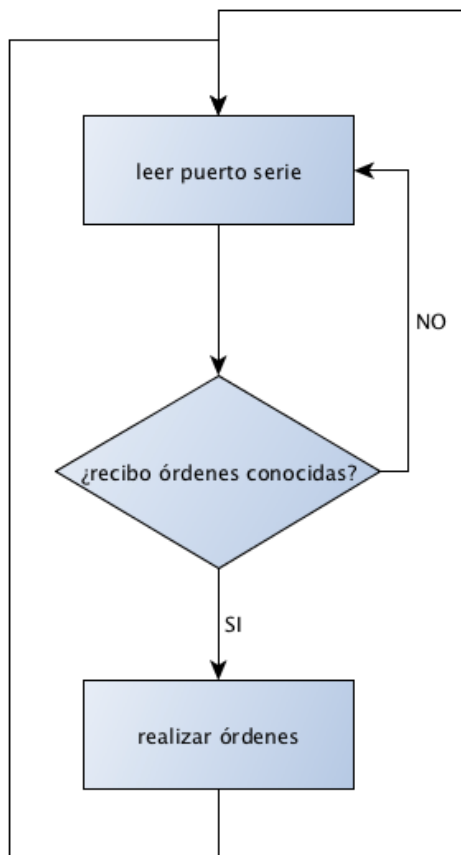 leer puerto serie
NO
¿recibo órdenes conocidas?
SI
realizar órdenes